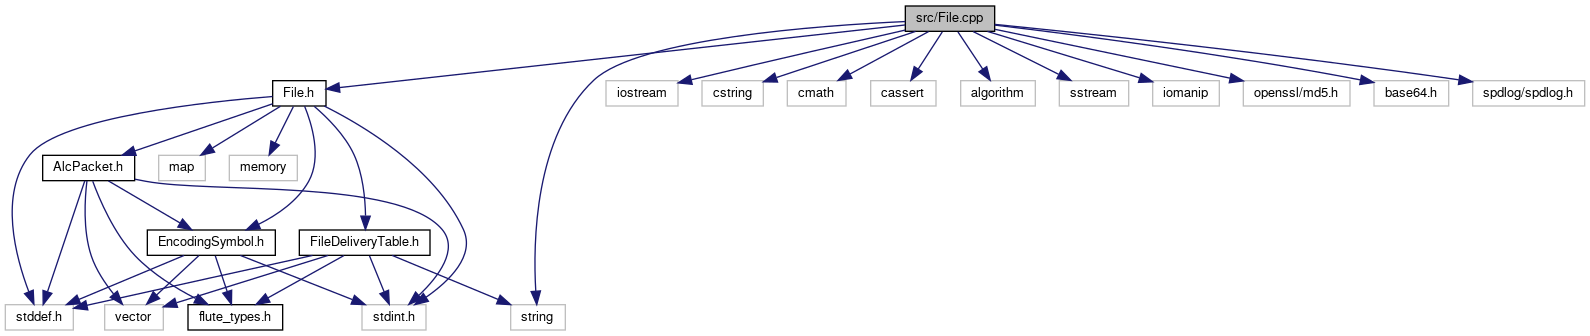 src/File.cpp
File.h
iostream
cstring
cmath
cassert
algorithm
sstream
iomanip
openssl/md5.h
base64.h
spdlog/spdlog.h
AlcPacket.h
map
memory
EncodingSymbol.h
FileDeliveryTable.h
stddef.h
vector
flute_types.h
stdint.h
string